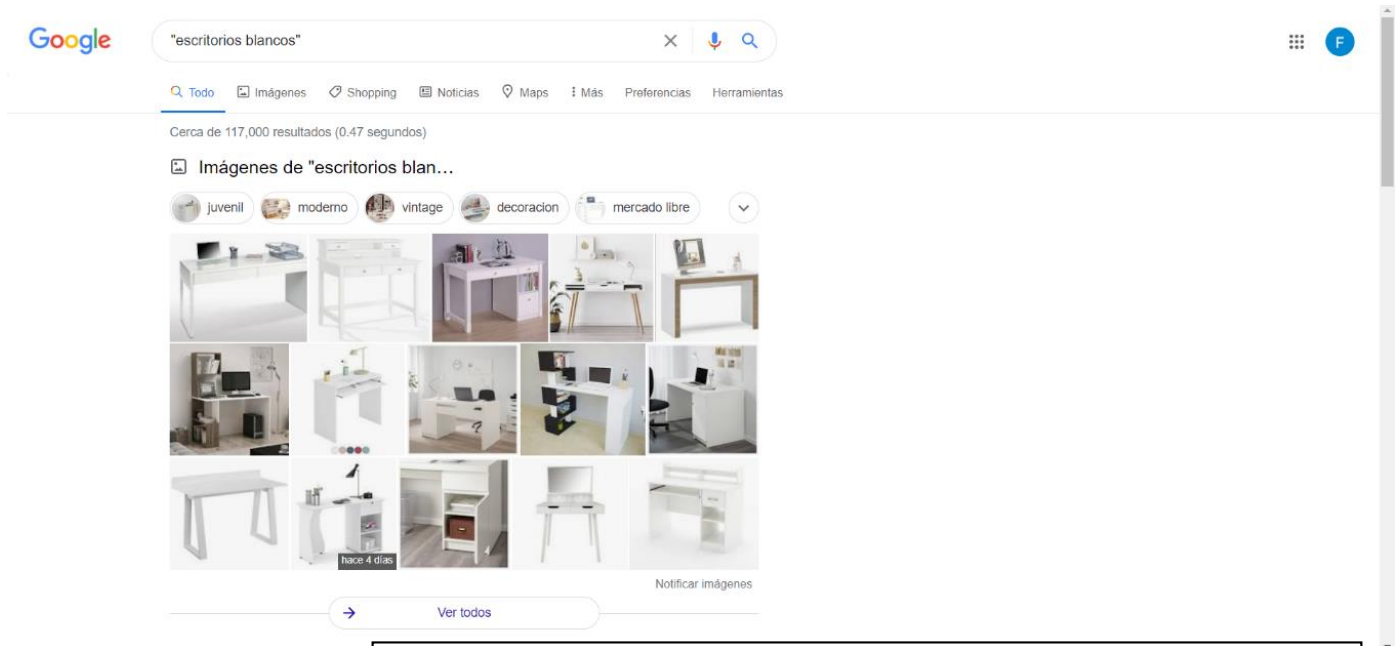 Google
"escritorios blancos"
F
Todo Imágenes Shopping Noticias Maps Más Preferencias Herramientas
Cerca de 117,000 resultados (0.47 segundos)
Imágenes de "escritorios blan...
juvenil moderno vintage decoracion mercado libre
hace 4 días
Notificar imágenes
Ver todos